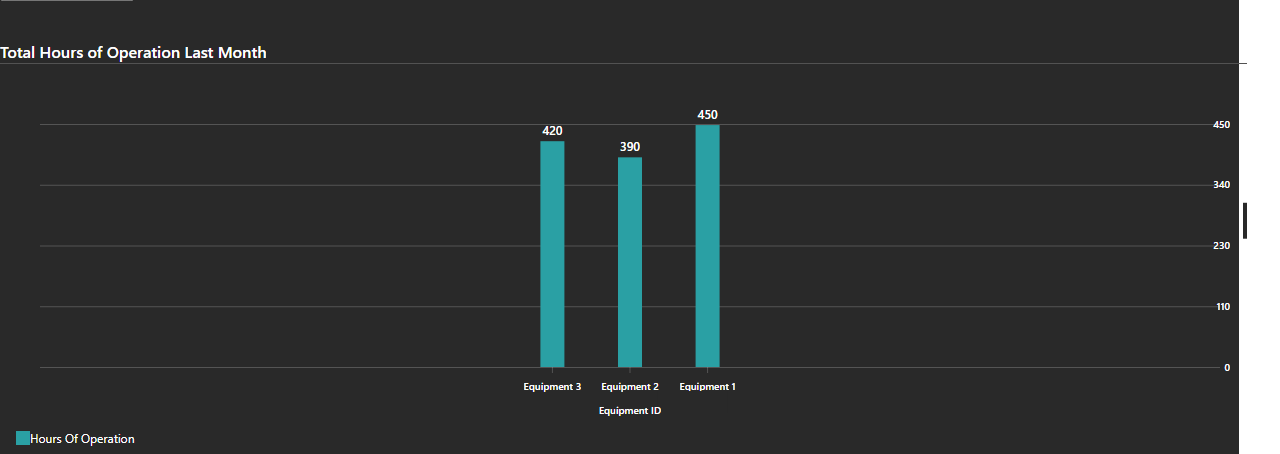 Total Hours of Operation Last Month
450
420
390
450
340
230
110
0
Equipment 3 Equipment 2 Equipment 1
Equipment ID
Hours Of Operation